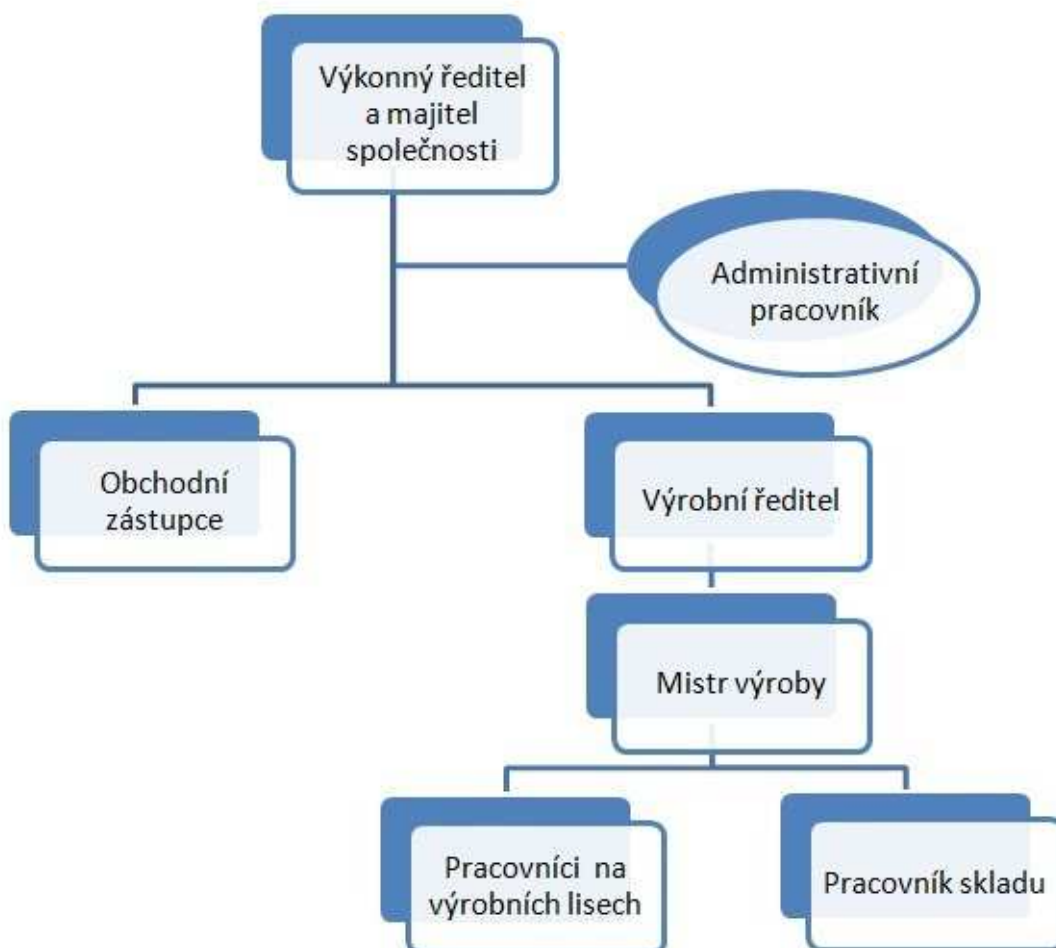 Výkonný ředitel
a majitel
společnosti
Administrativní
pracovník
Obchodní
zástupce
Výrobní ředitel
Mistr výroby
Pracovníci na
výrobních lisech
Pracovník skladu